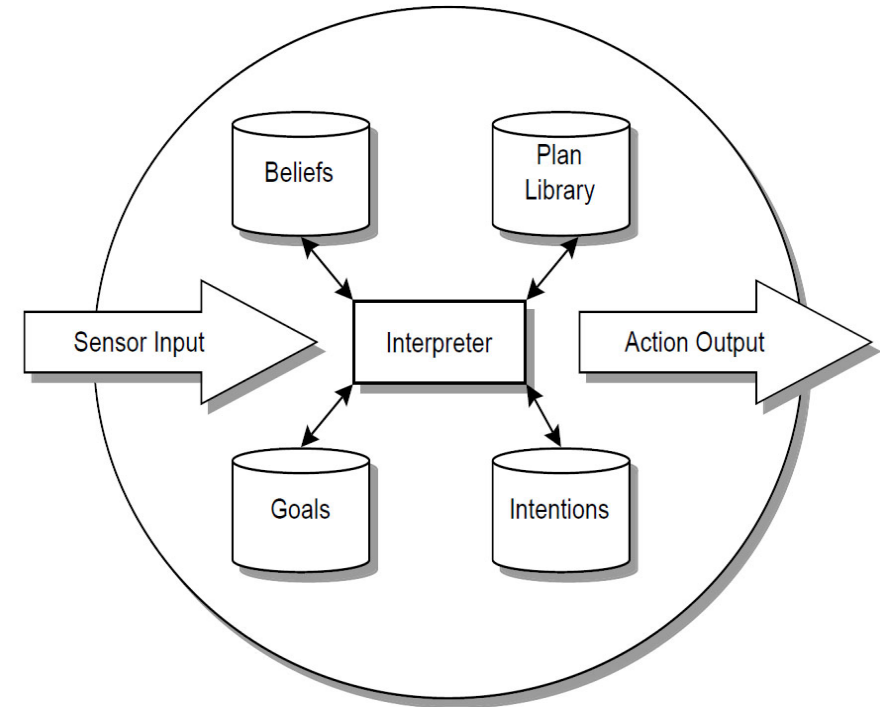 Beliefs
Plan
Library
Sensor Input
Interpreter
Action Output
Goals
Intentions